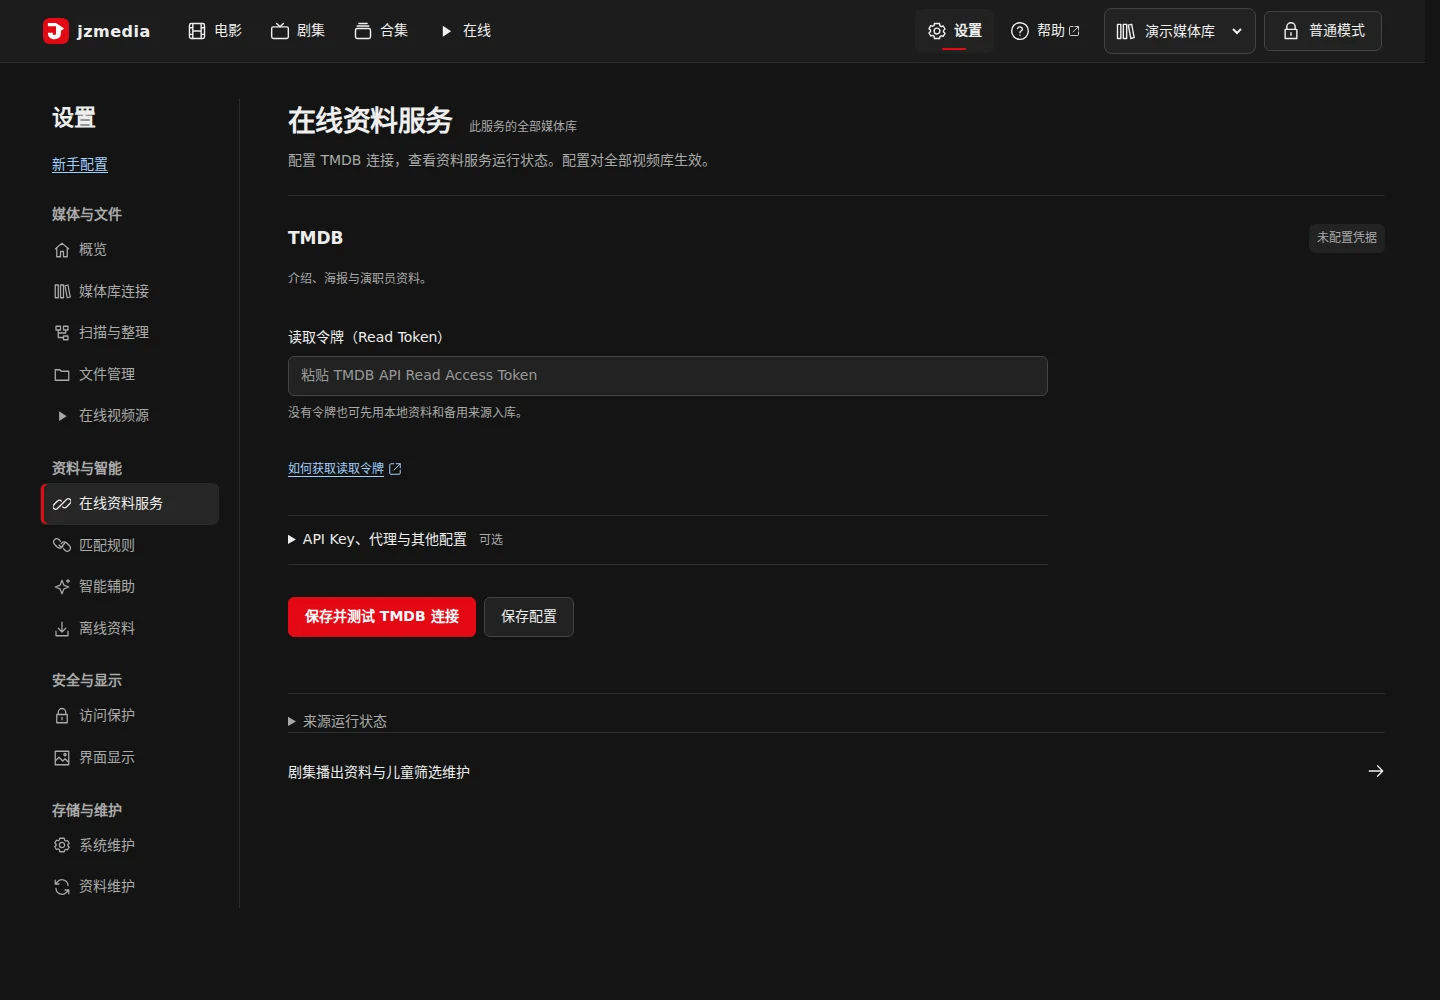 jzmedia 电影 剧集 合集 在线 设置 帮助 演示媒体库 普通模式
设置
新手配置
媒体与文件
概览
媒体库连接
扫描与整理
文件管理
在线视频源
资料与智能
在线资料服务
匹配规则
智能辅助
离线资料
安全与显示
访问保护
界面显示
存储与维护
系统维护
资料维护
在线资料服务 此服务的全部媒体库
配置 TMDB 连接，查看资料服务运行状态。配置对全部视频库生效。
TMDB 未配置凭据
介绍、海报与演职员资料。
读取令牌（Read Token）
粘贴 TMDB API Read Access Token
没有令牌也可先用本地资料和备用来源入库。
如何获取读取令牌
API Key、代理与其他配置 可选
保存并测试 TMDB 连接 保存配置
来源运行状态
剧集播出资料与儿童筛选维护